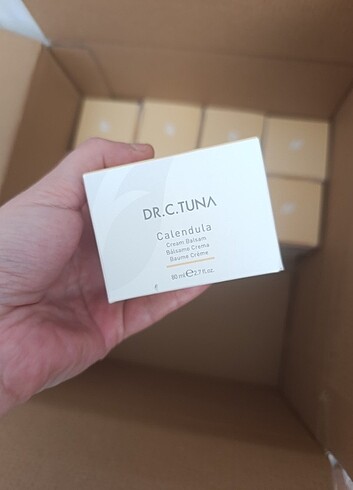 DR.C.TUNA
Calendula
Cream Balsam
Bálsamo Crema
Baume Crème
80 ml ℮ 2.7 fl.oz.